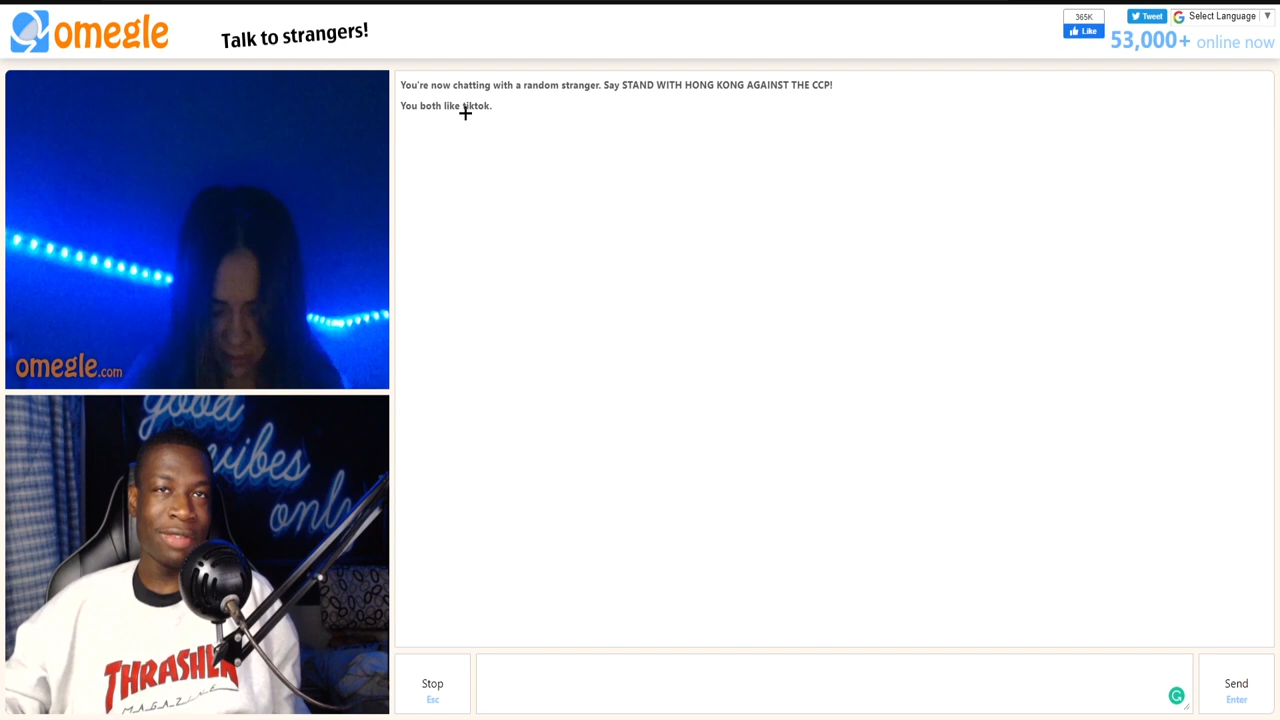 omegle
Talk to strangers!
365K
Like
Tweet
Select Language
53,000+ online now
You're now chatting with a random stranger. Say STAND WITH HONG KONG AGAINST THE CCP!
You both like tiktok.
omegle.com
good
vibes
only
THRASHER
MAGAZINE
Stop
Esc
Send
Enter